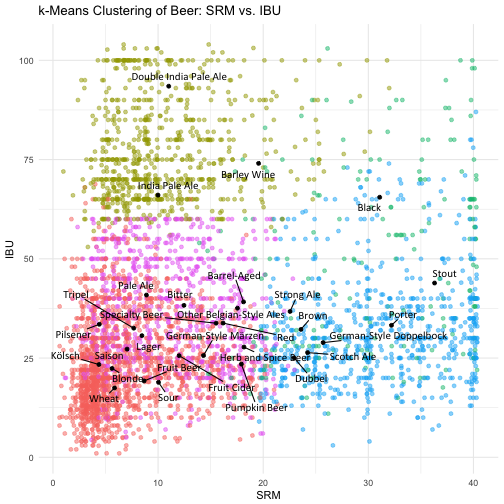 k-Means Clustering of Beer: SRM vs. IBU
100
Double India Pale Ale
75
Barley Wine
India Pale Ale
Black
IBU
50
Barrel-Aged
Stout
Pale Ale
Tripel
Bitter
Strong Ale
Specialty Beer
Other Belgian-Style Ales
Brown
Porter
Pilsener
German-Style Märzen
Red
German-Style Doppelbock
Lager
Kölsch
Saison
Herb and Spice Beer
Scotch Ale
25
Fruit Beer
Blonde
Dubbel
Fruit Cider
Wheat
Sour
Pumpkin Beer
0
0
10
20
30
40
SRM